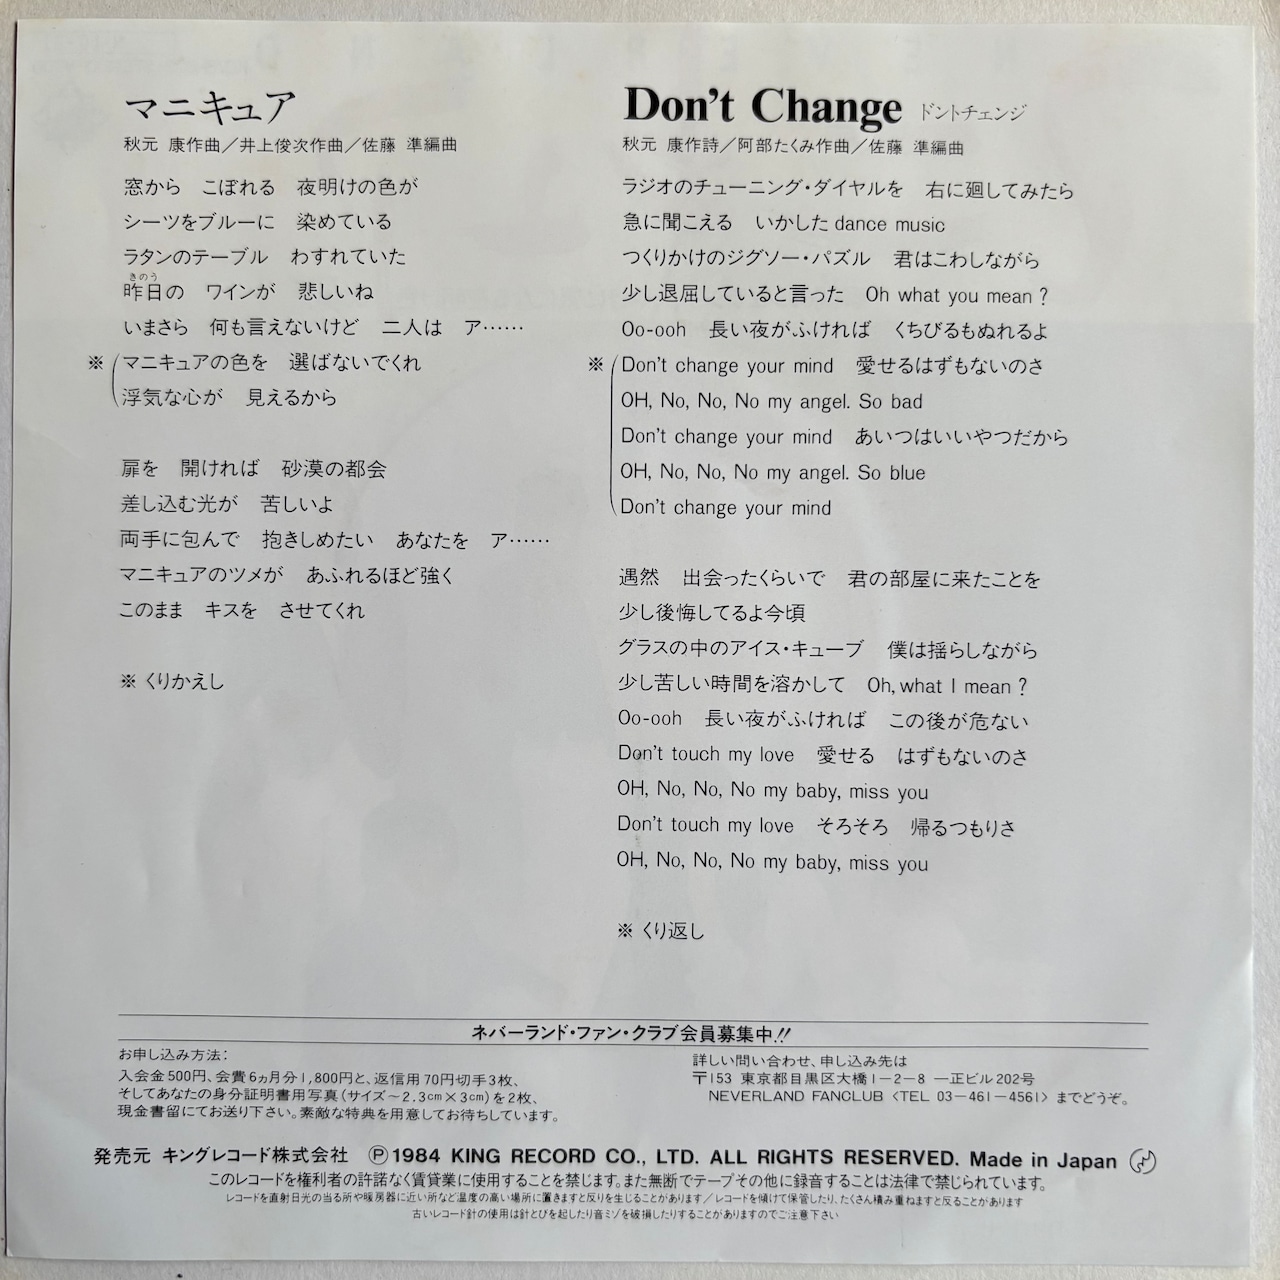 マニキュア
秋元 康作曲／井上俊次作曲／佐藤 準編曲
窓から こぼれる 夜明けの色が
シーツをブルーに 染めている
ラタンのテーブル わすれていた
きのう
昨日の ワインが 悲しいね
いまさら 何も言えないけど 二人は ア……
※ マニキュアの色を 選ばないでくれ
浮気な心が 見えるから
扉を 開ければ 砂漠の都会
差し込む光が 苦しいよ
両手に包んで 抱きしめたい あなたを ア……
マニキュアのツメが あふれるほど強く
このまま キスを させてくれ
※ くりかえし
Don't Change ドントチェンジ
秋元 康作詩／阿部たくみ作曲／佐藤 準編曲
ラジオのチューニング・ダイヤルを 右に廻してみたら
急に聞こえる いかした dance music
つくりかけのジグソー・パズル 君はこわしながら
少し退屈していると言った Oh what you mean ?
Oo-ooh 長い夜がふければ くちびるもぬれるよ
※ Don't change your mind 愛せるはずもないのさ
OH, No, No, No my angel. So bad
Don't change your mind あいつはいいやつだから
OH, No, No, No my angel. So blue
Don't change your mind
遇然 出会ったくらいで 君の部屋に来たことを
少し後悔してるよ今頃
グラスの中のアイス・キューブ 僕は揺らしながら
少し苦しい時間を溶かして Oh, what I mean ?
Oo-ooh 長い夜がふければ この後が危ない
Don't touch my love 愛せる はずもないのさ
OH, No, No, No my baby, miss you
Don't touch my love そろそろ 帰るつもりさ
OH, No, No, No my baby, miss you
※ くり返し
ネバーランド・ファン・クラブ会員募集中!!
お申し込み方法：
入会金500円、会費6ヵ月分1,800円と、返信用70円切手3枚、
そしてあなたの身分証明書用写真(サイズ〜2.3cm×3cm)を2枚、
現金書留にてお送り下さい。素敵な特典を用意してお待ちしています。
詳しい問い合わせ、申し込み先は
〒153 東京都目黒区大橋1-2-8 一正ビル202号
NEVERLAND FANCLUB〈TEL 03-461-4561〉までどうぞ。
発売元 キングレコード株式会社 Ⓟ1984 KING RECORD CO., LTD. ALL RIGHTS RESERVED. Made in Japan
このレコードを権利者の許諾なく賃貸業に使用することを禁じます。また無断でテープその他に録音することは法律で禁じられています。
レコードを直射日光の当る所や暖房器に近い所など温度の高い場所に置きますと反りを生じることがあります／レコードを傾けて保管したり、たくさん積み重ねますと反ることがあります
古いレコード針の使用は針とびを起したり音ミゾを破損したりすることがありますのでご注意下さい